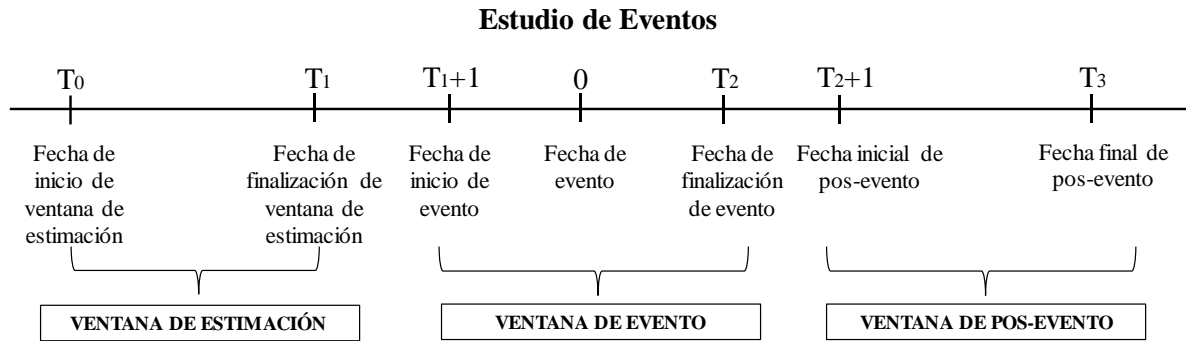 Estudio de Eventos
T0 T1 T1+1 0 T2 T2+1 T3
Fecha de
inicio de
ventana de
estimación
Fecha de
finalización de
ventana de
estimación
Fecha de
inicio de
evento
Fecha de
evento
Fecha de
finalización
de evento
Fecha inicial de
pos-evento
Fecha final de
pos-evento
VENTANA DE ESTIMACIÓN
VENTANA DE EVENTO
VENTANA DE POS-EVENTO